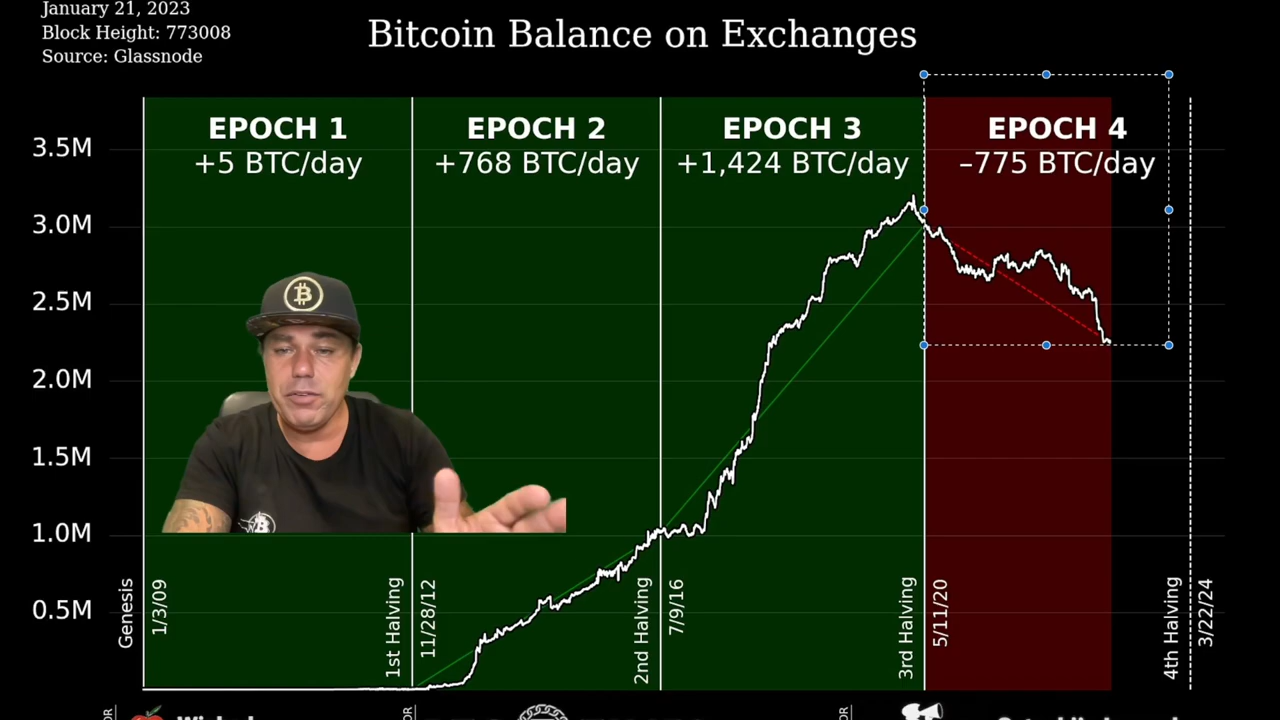 January 21, 2023
Block Height: 773008
Source: Glassnode
Bitcoin Balance on Exchanges
EPOCH 1
+5 BTC/day
EPOCH 2
+768 BTC/day
EPOCH 3
+1,424 BTC/day
EPOCH 4
–775 BTC/day
3.5M
3.0M
2.5M
2.0M
1.5M
1.0M
0.5M
Genesis
1/3/09
1st Halving
11/28/12
2nd Halving
7/9/16
3rd Halving
5/11/20
4th Halving
3/22/24